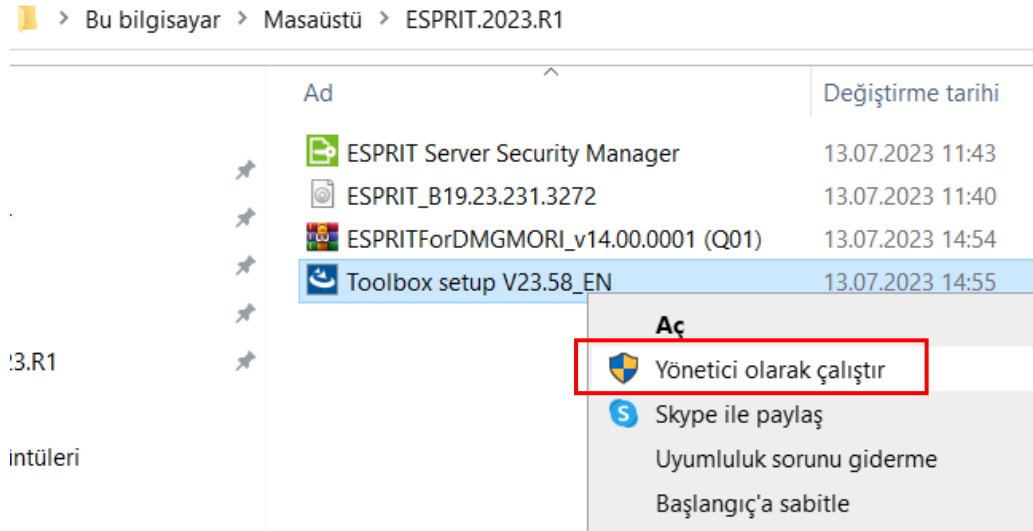 Bu bilgisayar > Masaüstü > ESPRIT.2023.R1
Ad Değiştirme tarihi
ESPRIT Server Security Manager 13.07.2023 11:43
ESPRIT_B19.23.231.3272 13.07.2023 11:40
ESPRITForDMGMORI_v14.00.0001 (Q01) 13.07.2023 14:54
Toolbox setup V23.58_EN 13.07.2023 14:55
Aç
3.R1
Yönetici olarak çalıştır
Skype ile paylaş
intüleri
Uyumluluk sorunu giderme
Başlangıç'a sabitle